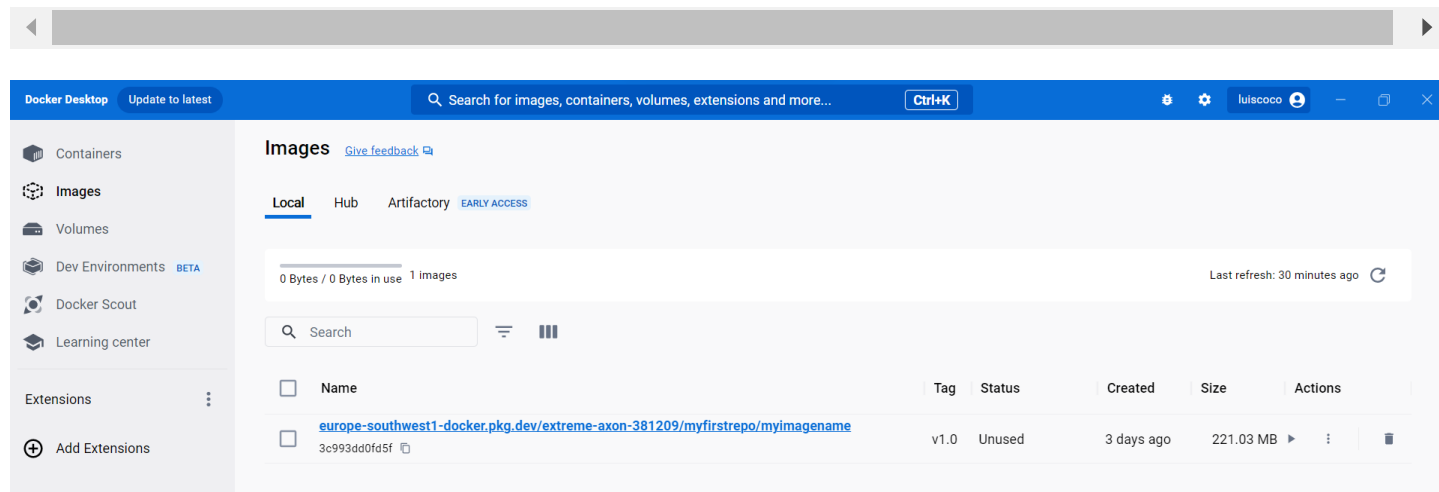 Docker Desktop Update to latest Search for images, containers, volumes, extensions and more... Ctrl+K luiscoco
Containers
Images
Volumes
Dev Environments BETA
Docker Scout
Learning center
Extensions
Add Extensions
Images Give feedback
Local Hub Artifactory EARLY ACCESS
0 Bytes / 0 Bytes in use 1 images Last refresh: 30 minutes ago
Search
Name Tag Status Created Size Actions
europe-southwest1-docker.pkg.dev/extreme-axon-381209/myfirstrepo/myimagename v1.0 Unused 3 days ago 221.03 MB
3c993dd0fd5f